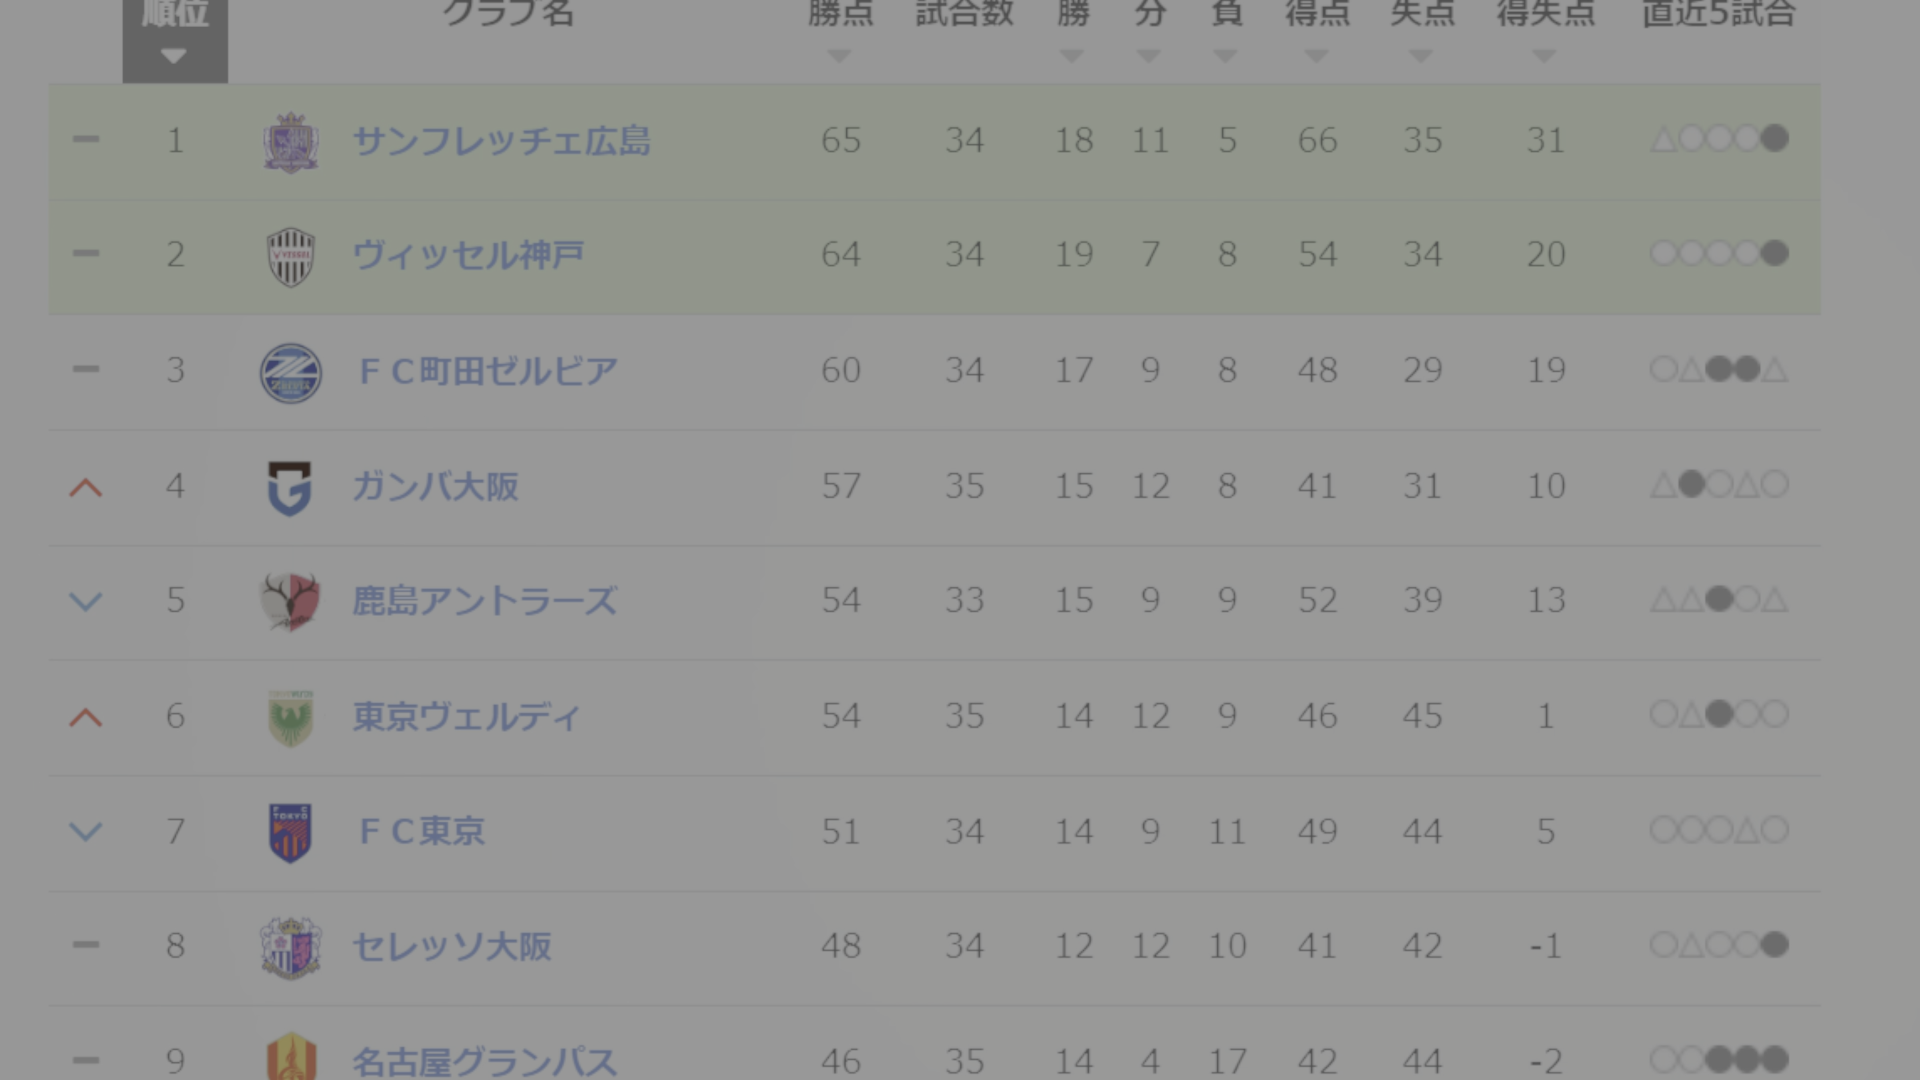 順位 クラブ名 勝点 試合数 勝 分 負 得点 失点 得失点 直近5試合
1 サンフレッチェ広島 65 34 18 11 5 66 35 31 △○○○●
2 ヴィッセル神戸 64 34 19 7 8 54 34 20 ○○○○●
3 ＦＣ町田ゼルビア 60 34 17 9 8 48 29 19 ○△●●△
4 ガンバ大阪 57 35 15 12 8 41 31 10 △●○△○
5 鹿島アントラーズ 54 33 15 9 9 52 39 13 △△●○△
6 東京ヴェルディ 54 35 14 12 9 46 45 1 ○△●○○
7 ＦＣ東京 51 34 14 9 11 49 44 5 ○○○△○
8 セレッソ大阪 48 34 12 12 10 41 42 -1 ○△○○●
9 名古屋グランパス 46 35 14 4 17 42 44 -2 ○○●●●